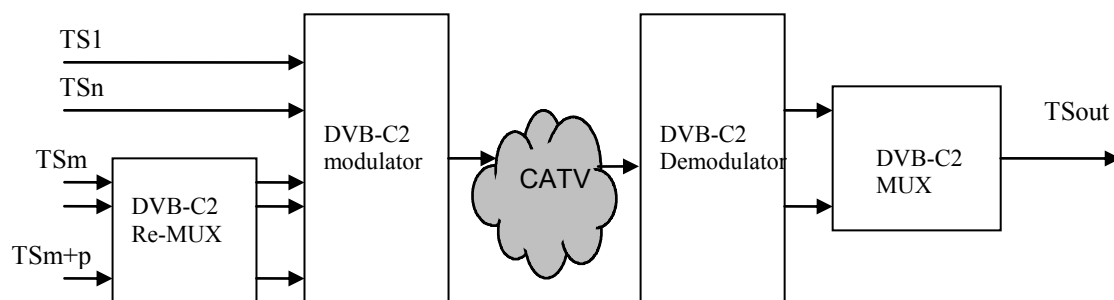 TS1
TSn
TSm
TSm+p
DVB-C2
Re-MUX
DVB-C2
modulator
CATV
DVB-C2
Demodulator
DVB-C2
MUX
TSout